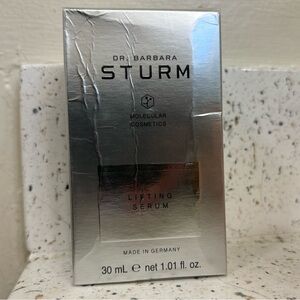 DR. BARBARA
STURM
MOLECULAR
COSMETICS
LIFTING
SERUM
MADE IN GERMANY
30 mL ℮ net 1.01 fl. oz.